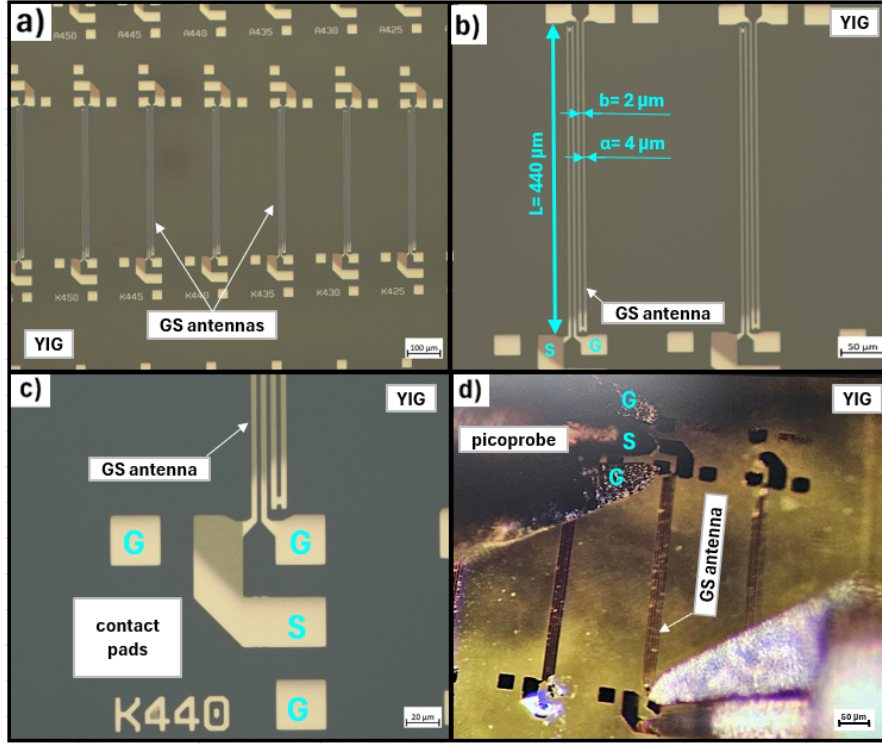 a)
A450 A445 A440 A435 A430 A425
K450 K445 K440 K435 K430 K425
GS antennas
YIG
100 µm
b)
YIG
b= 2 µm
a= 4 µm
L= 440 µm
GS antenna
S G
50 µm
c)
YIG
GS antenna
G G
contact
pads
S
K440
G
20 µm
d)
YIG
G
picoprobe
S
G
GS antenna
50 µm